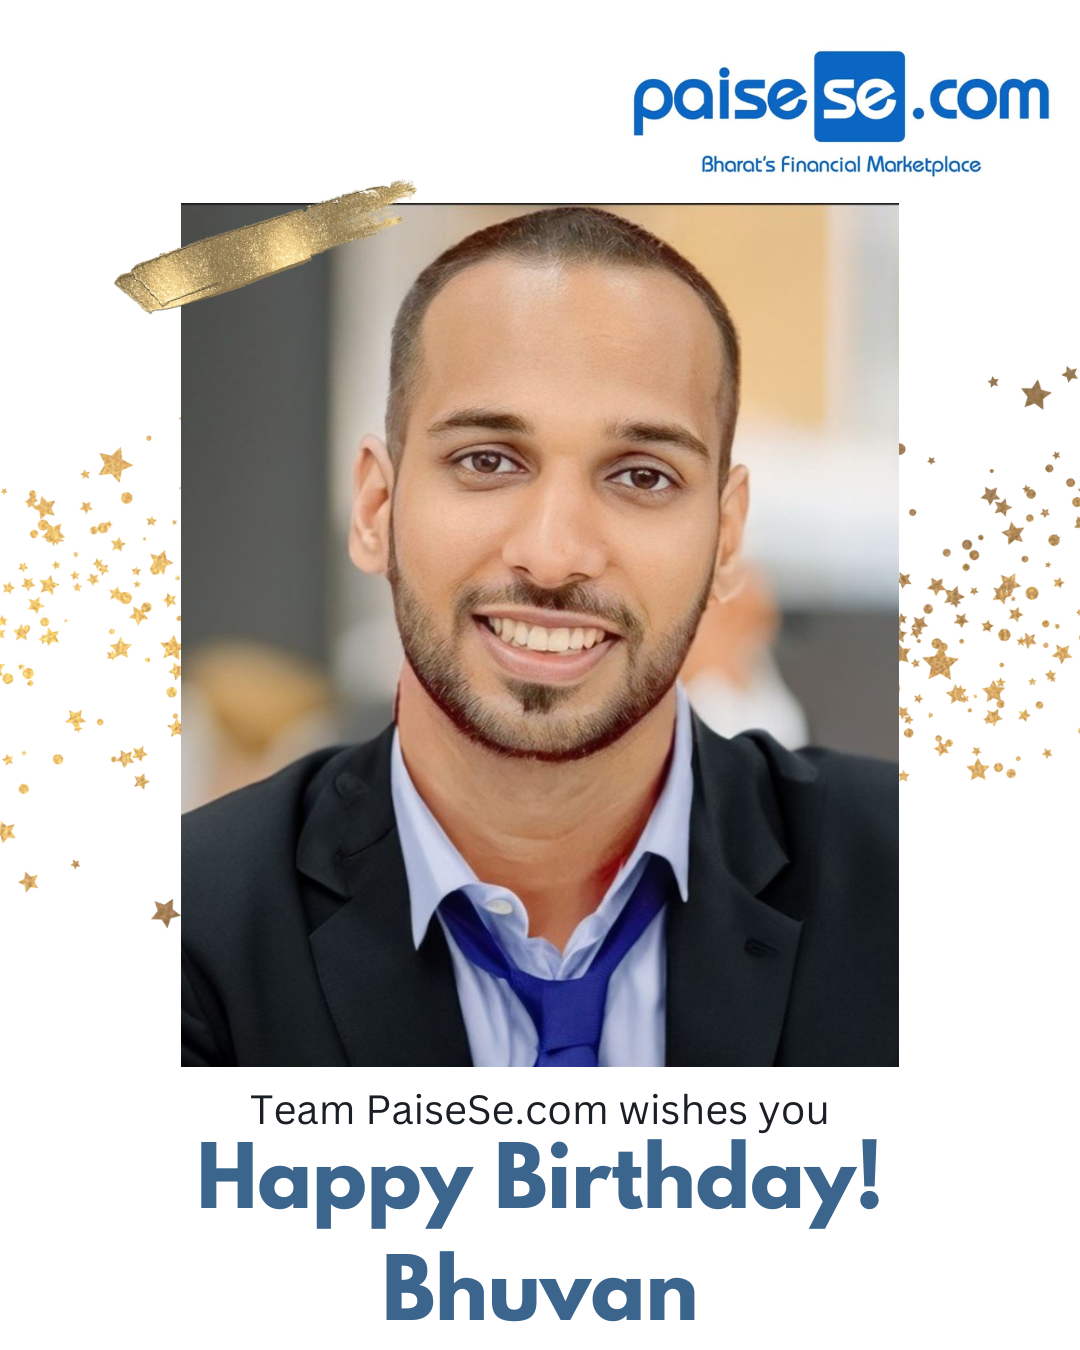 paisese.com
Bharat's Financial Marketplace
Team PaiseSe.com wishes you
Happy Birthday!
Bhuvan